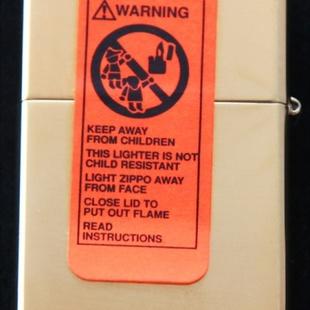 WARNING
KEEP AWAY
FROM CHILDREN
THIS LIGHTER IS NOT
CHILD RESISTANT
LIGHT ZIPPO AWAY
FROM FACE
CLOSE LID TO
PUT OUT FLAME
READ
INSTRUCTIONS